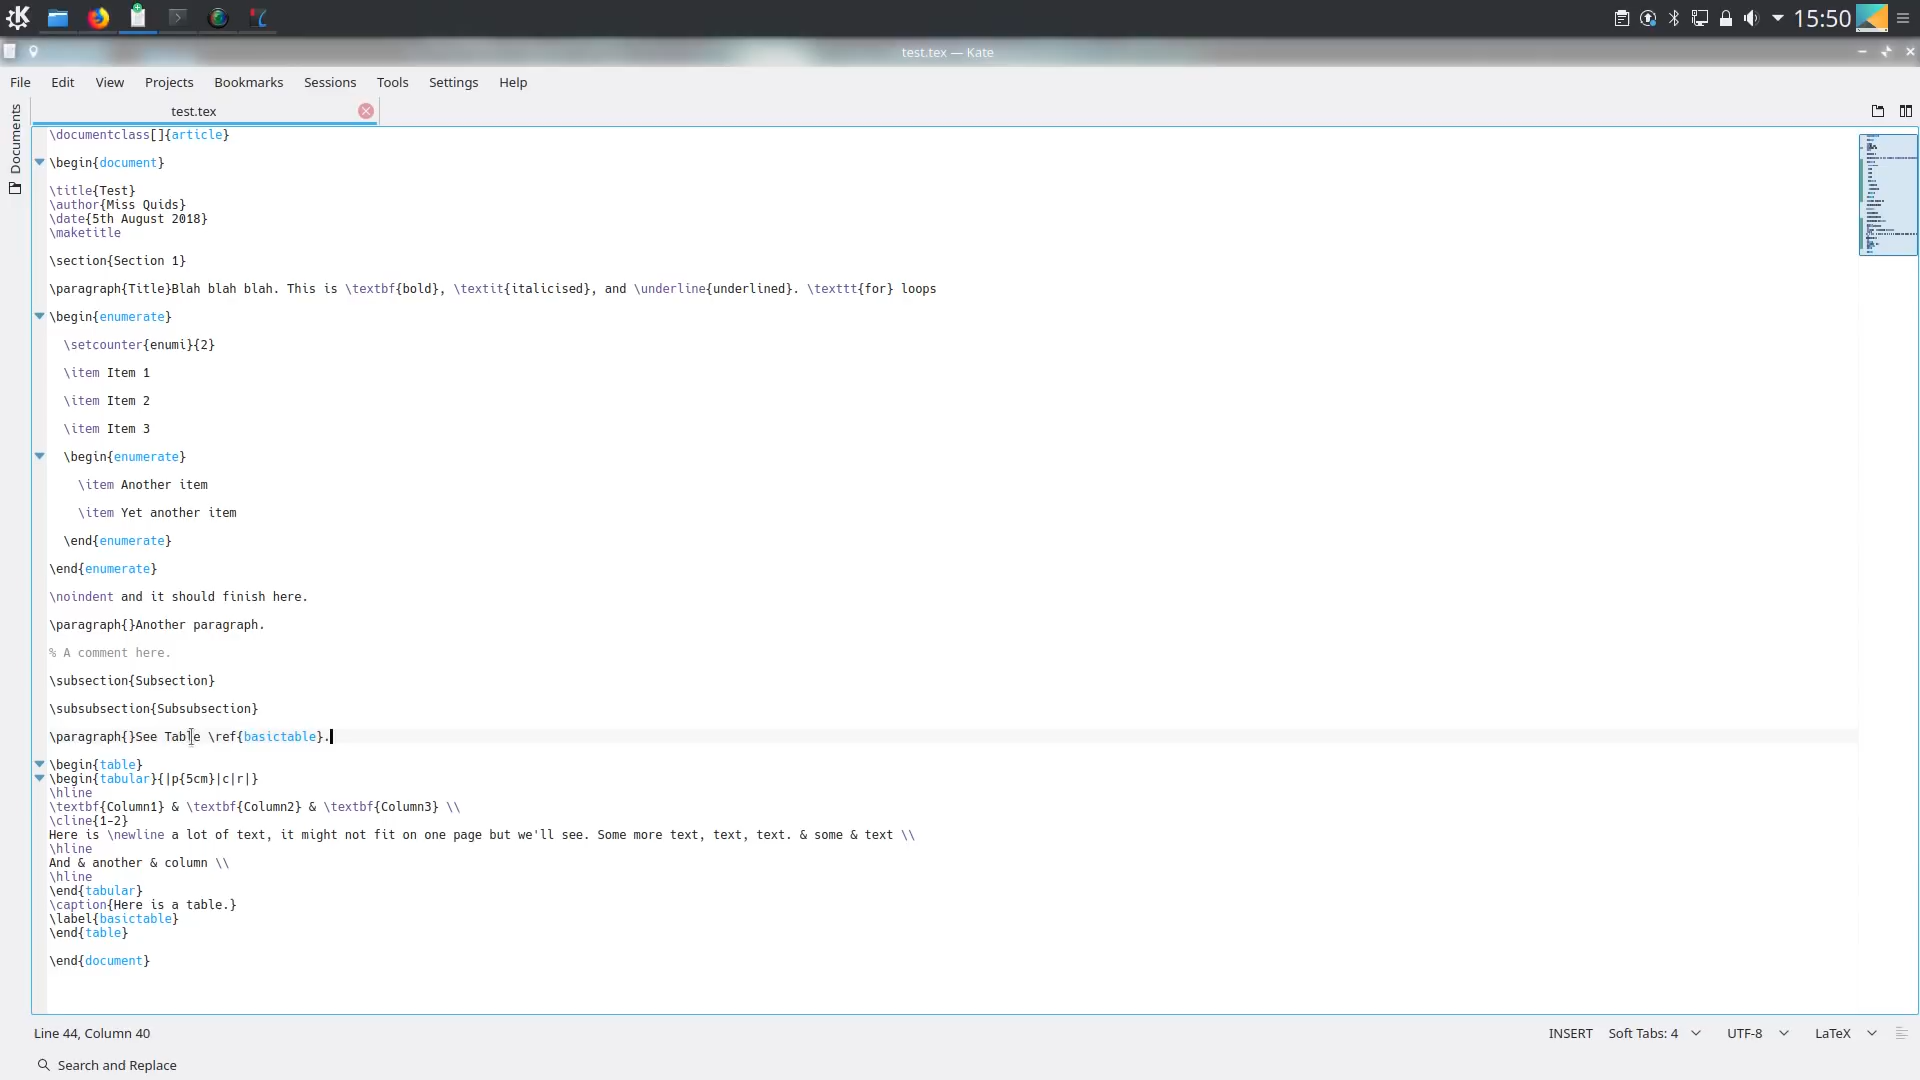 15:50
test.tex — Kate
File Edit View Projects Bookmarks Sessions Tools Settings Help
Documents
test.tex
\documentclass[]{article}
\begin{document}
\title{Test}
\author{Miss Quids}
\date{5th August 2018}
\maketitle
\section{Section 1}
\paragraph{Title}Blah blah blah. This is \textbf{bold}, \textit{italicised}, and \underline{underlined}. \texttt{for} loops
\begin{enumerate}
\setcounter{enumi}{2}
\item Item 1
\item Item 2
\item Item 3
\begin{enumerate}
\item Another item
\item Yet another item
\end{enumerate}
\end{enumerate}
\noindent and it should finish here.
\paragraph{}Another paragraph.
% A comment here.
\subsection{Subsection}
\subsubsection{Subsubsection}
\paragraph{}See Table \ref{basictable}.
\begin{table}
\begin{tabular}{|p{5cm}|c|r|}
\hline
\textbf{Column1} & \textbf{Column2} & \textbf{Column3} \\
\cline{1-2}
Here is \newline a lot of text, it might not fit on one page but we'll see. Some more text, text, text. & some & text \\
\hline
And & another & column \\
\hline
\end{tabular}
\caption{Here is a table.}
\label{basictable}
\end{table}
\end{document}
Line 44, Column 40 INSERT Soft Tabs: 4 UTF-8 LaTeX
Search and Replace